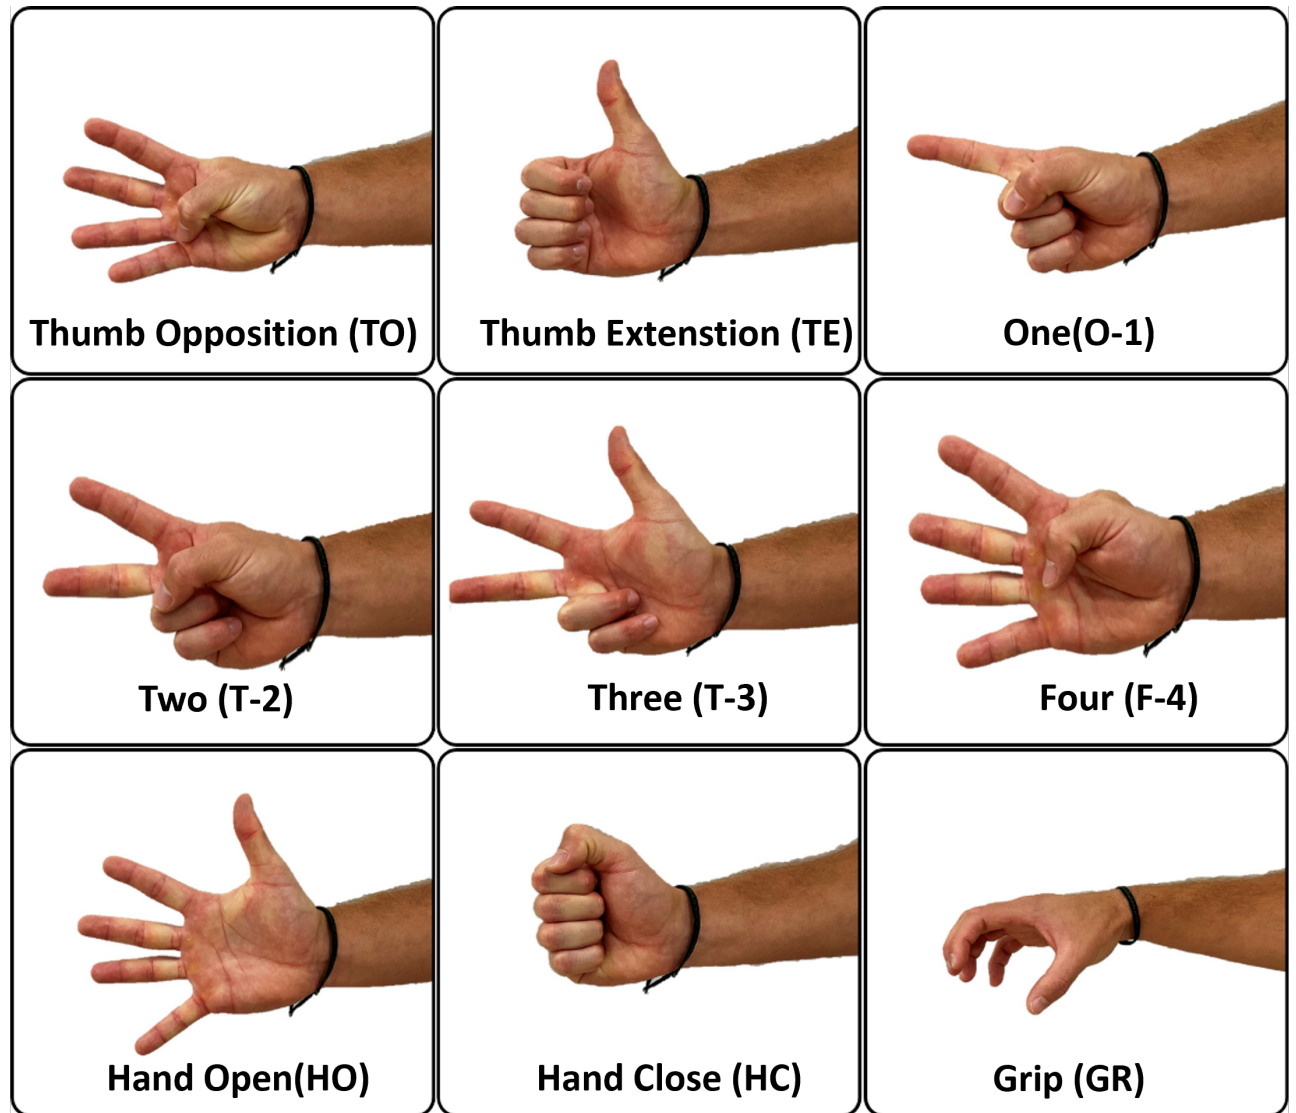 Thumb Opposition (TO)
Thumb Extenstion (TE)
One(O-1)
Two (T-2)
Three (T-3)
Four (F-4)
Hand Open(HO)
Hand Close (HC)
Grip (GR)